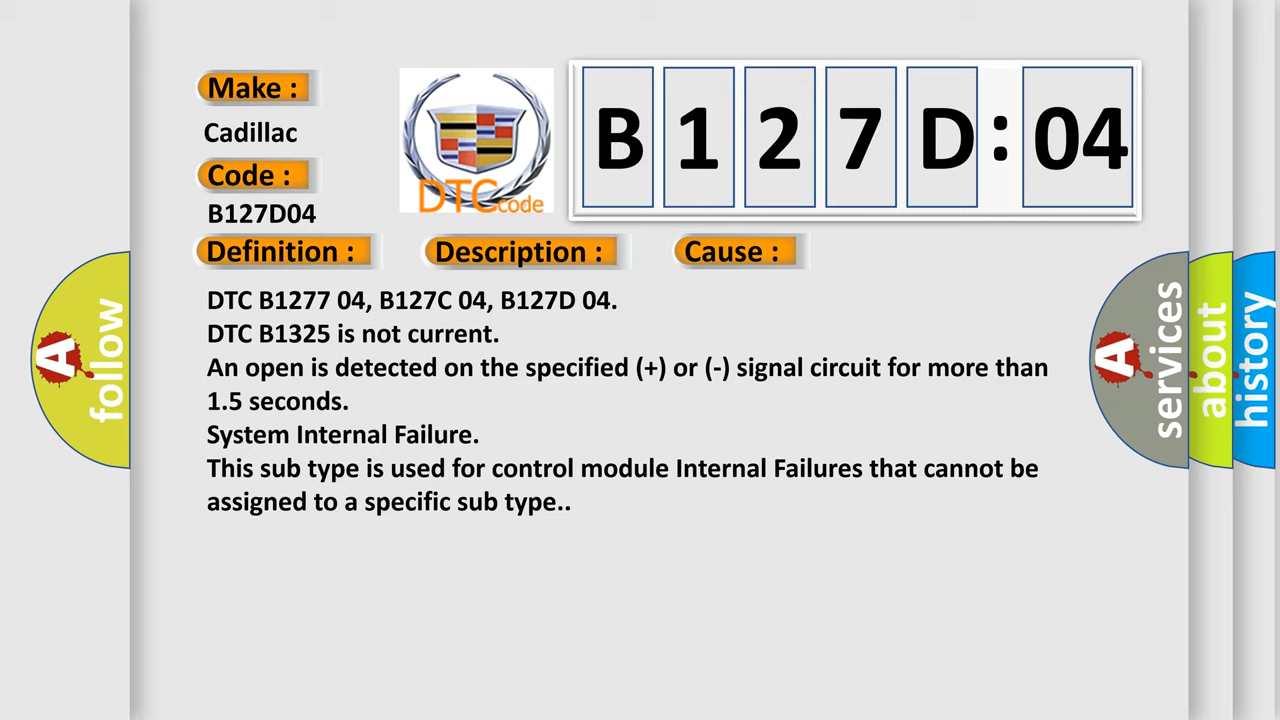 Make :
Cadillac
Code :
B127D04
DTC code
B 1 2 7 D : 04
Definition :
Description :
Cause :
DTC B1277 04, B127C 04, B127D 04.
DTC B1325 is not current.
An open is detected on the specified (+) or (-) signal circuit for more than
1.5 seconds.
System Internal Failure.
This sub type is used for control module Internal Failures that cannot be
assigned to a specific sub type..
A follow
A services
about
history